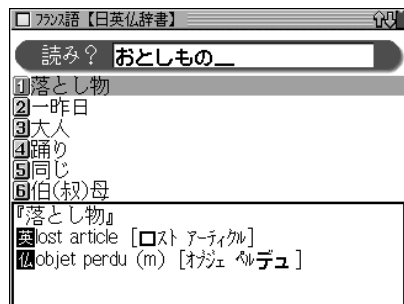 フランス語【日英仏辞書】
読み? おとしもの_
1落とし物
2一昨日
3大人
4踊り
5同じ
6伯(叔)母
『落とし物』
英lost article [ロスト アーティクル]
仏objet perdu (m) [オブジェ ペルデュ]